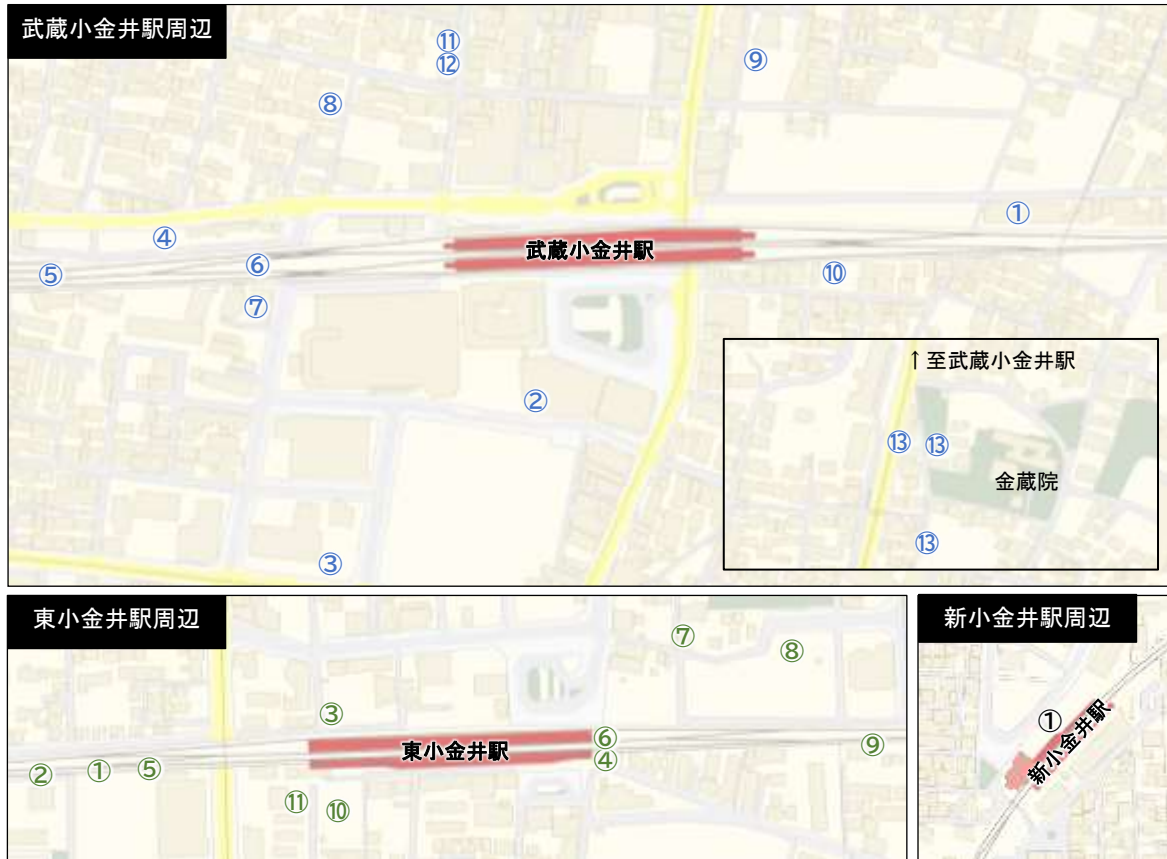 武蔵小金井駅周辺
⑪
⑫
⑨
⑧
①
④
武蔵小金井駅
⑥
⑤
⑩
⑦
↑至武蔵小金井駅
②
⑬ ⑬
金蔵院
⑬
③
東小金井駅周辺
⑦
⑧
③
東小金井駅
⑥
⑨
④
② ① ⑤
⑪ ⑩
新小金井駅周辺
①
新小金井駅